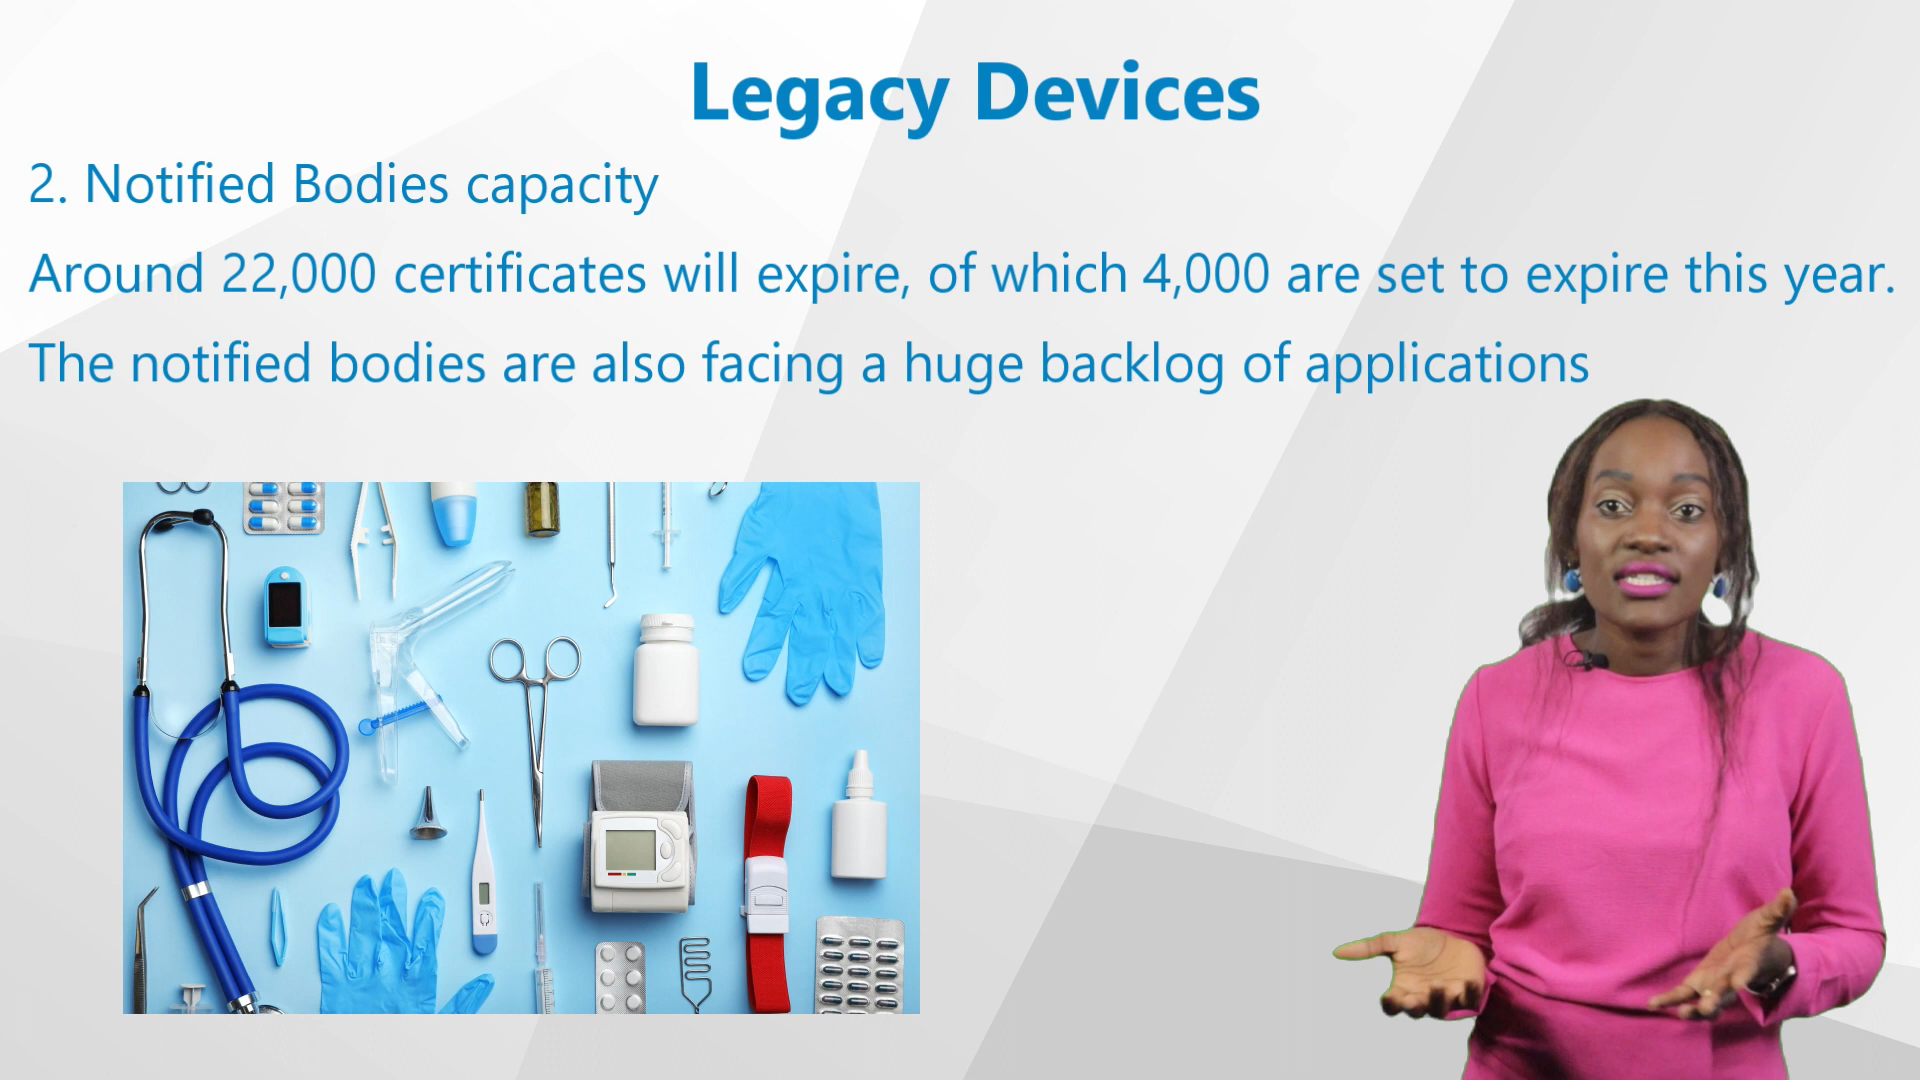 Legacy Devices
2. Notified Bodies capacity
Around 22,000 certificates will expire, of which 4,000 are set to expire this year.
The notified bodies are also facing a huge backlog of applications